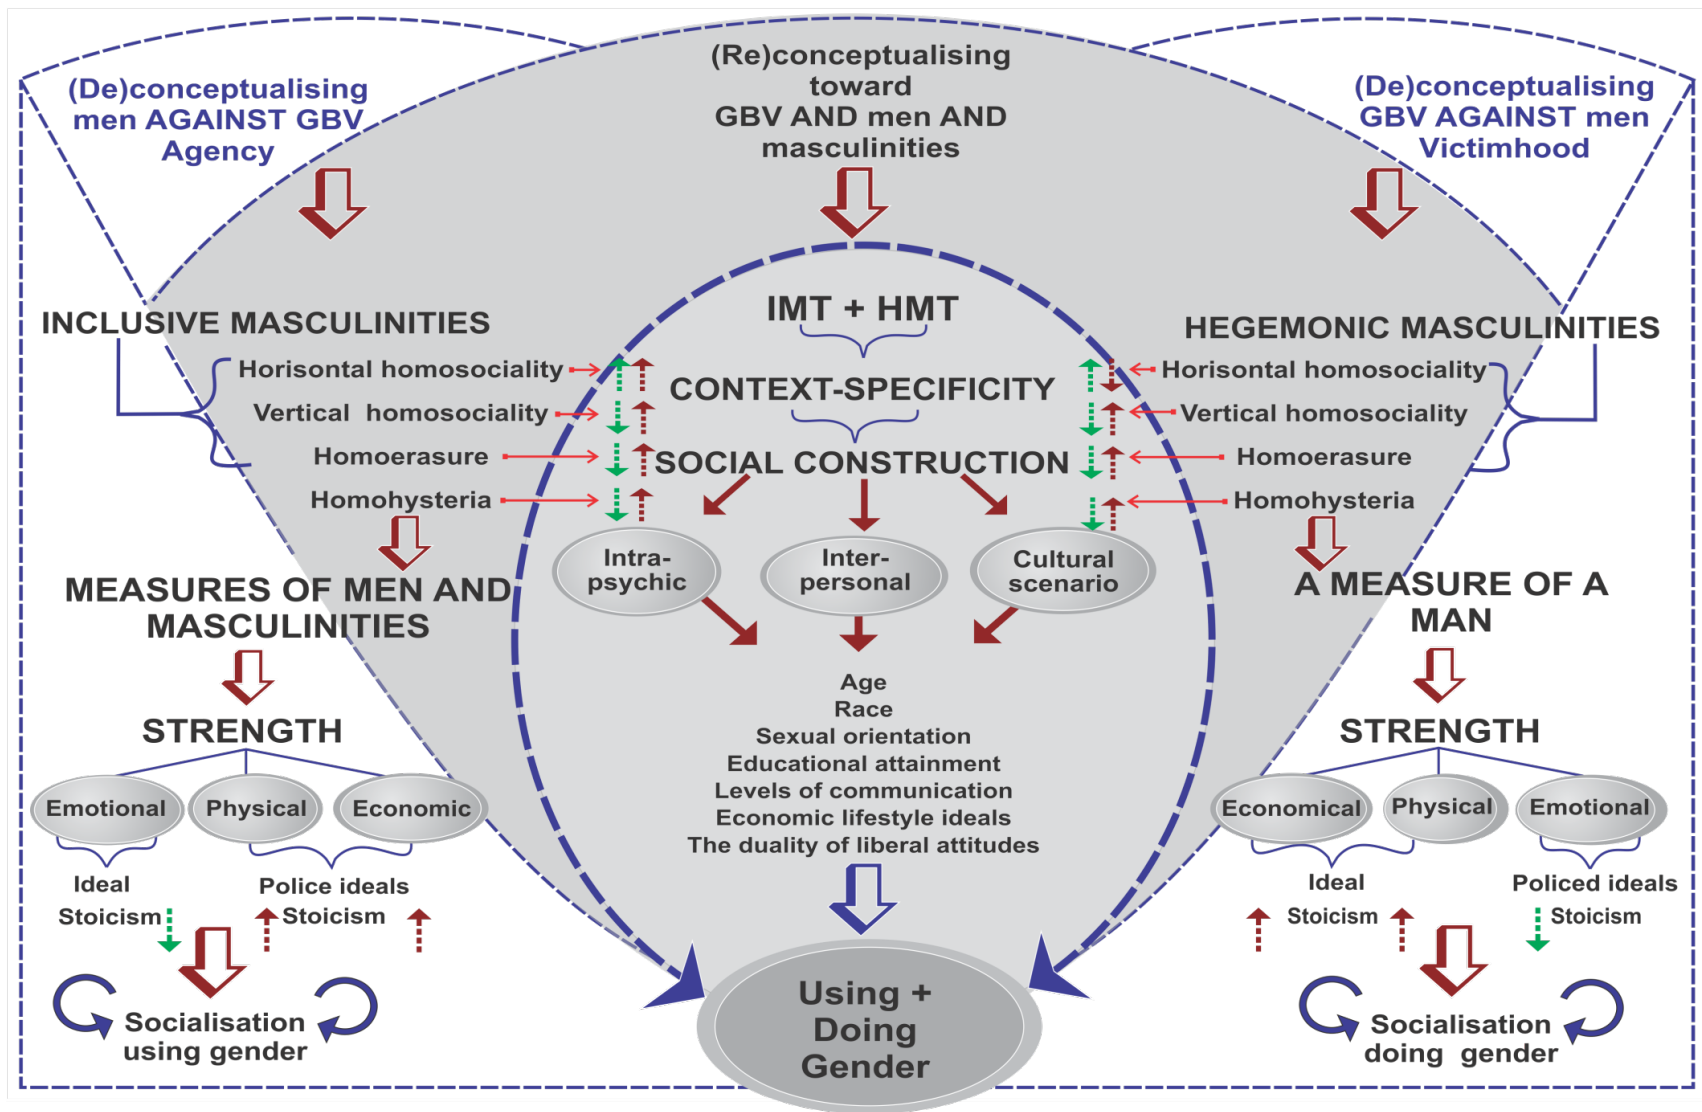 (De)conceptualising
men AGAINST GBV
Agency
(Re)conceptualising
toward
GBV AND men AND
masculinities
(De)conceptualising
GBV AGAINST men
Victimhood
INCLUSIVE MASCULINITIES
Horisontal homosociality
Vertical homosociality
Homoerasure
Homohysteria
MEASURES OF MEN AND
MASCULINITIES
STRENGTH
Emotional
Physical
Economic
Ideal
Stoicism
Police ideals
Stoicism
Socialisation
using gender
IMT + HMT
CONTEXT-SPECIFICITY
SOCIAL CONSTRUCTION
Intra-
psychic
Inter-
personal
Cultural
scenario
Age
Race
Sexual orientation
Educational attainment
Levels of communication
Economic lifestyle ideals
The duality of liberal attitudes
Using +
Doing
Gender
HEGEMONIC MASCULINITIES
Horisontal homosociality
Vertical homosociality
Homoerasure
Homohysteria
A MEASURE OF A
MAN
STRENGTH
Economical
Physical
Emotional
Ideal
Stoicism
Policed ideals
Stoicism
Socialisation
doing gender